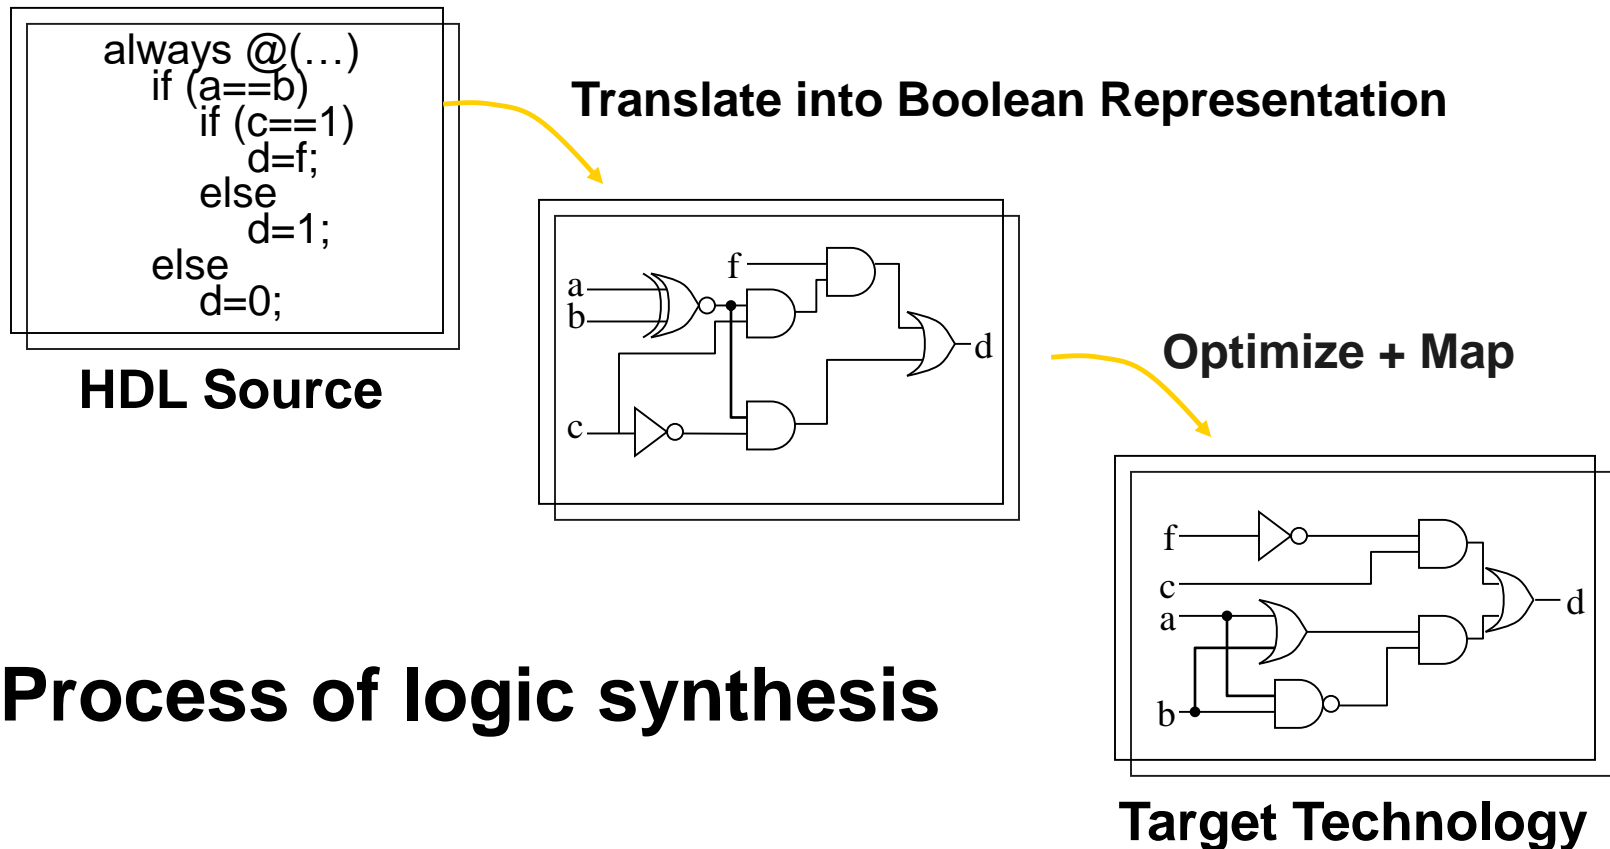 always @(…)
if (a==b)
if (c==1)
d=f;
else
d=1;
else
d=0;
HDL Source
Translate into Boolean Representation
f
a
b
c
d
Optimize + Map
f
c
a
b
d
Target Technology
Process of logic synthesis